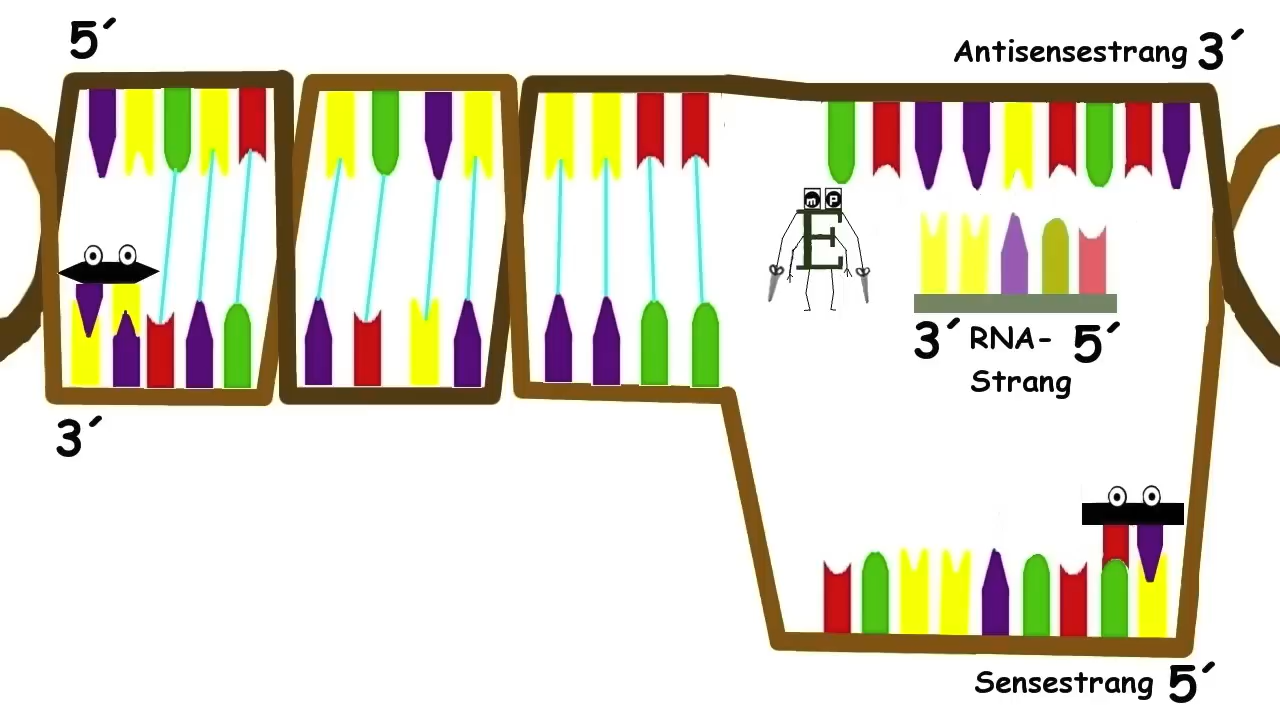 5´
Antisensestrang 3´
m P
E
3´ RNA- 5´
Strang
3´
Sensestrang 5´